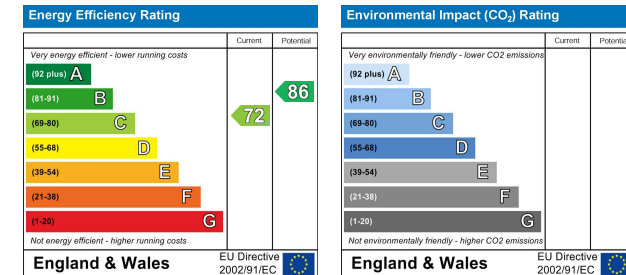 Energy Efficiency Rating
Current Potential
Very energy efficient - lower running costs
(92 plus) A
(81-91) B
(69-80) C
(55-68) D
(39-54) E
(21-38) F
(1-20) G
72
86
Not energy efficient - higher running costs
England & Wales
EU Directive
2002/91/EC
Environmental Impact (CO₂) Rating
Current Potential
Very environmentally friendly - lower CO2 emissions
(92 plus) A
(81-91) B
(69-80) C
(55-68) D
(39-54) E
(21-38) F
(1-20) G
Not environmentally friendly - higher CO2 emissions
England & Wales
EU Directive
2002/91/EC